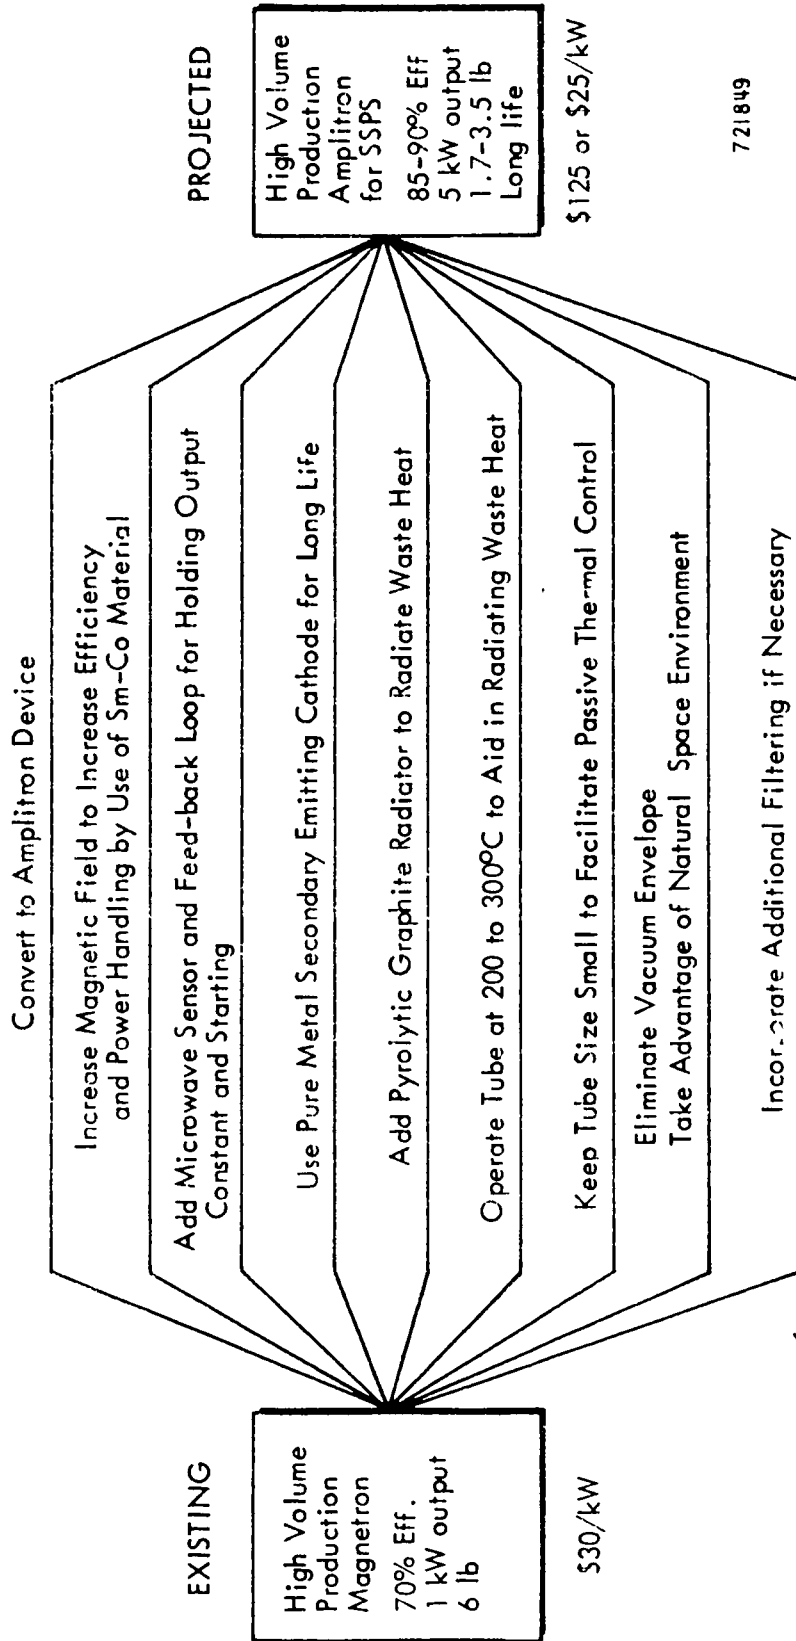 EXISTING
High Volume
Production
Magnetron
70% Eff.
1 kW output
6 lb
$30/kW
Convert to Amplitron Device
Increase Magnetic Field to Increase Efficiency
and Power Handling by Use of Sm-Co Material
Add Microwave Sensor and Feed-back Loop for Holding Output
Constant and Starting
Use Pure Metal Secondary Emitting Cathode for Long Life
Add Pyrolytic Graphite Radiator to Radiate Waste Heat
Operate Tube at 200 to 300°C to Aid in Radiating Waste Heat
Keep Tube Size Small to Facilitate Passive Thermal Control
Eliminate Vacuum Envelope
Take Advantage of Natural Space Environment
Incorporate Additional Filtering if Necessary
PROJECTED
High Volume
Production
Amplitron
for SSPS
85-90% Eff
5 kW output
1.7-3.5 lb
Long life
$125 or $25/kW
721849